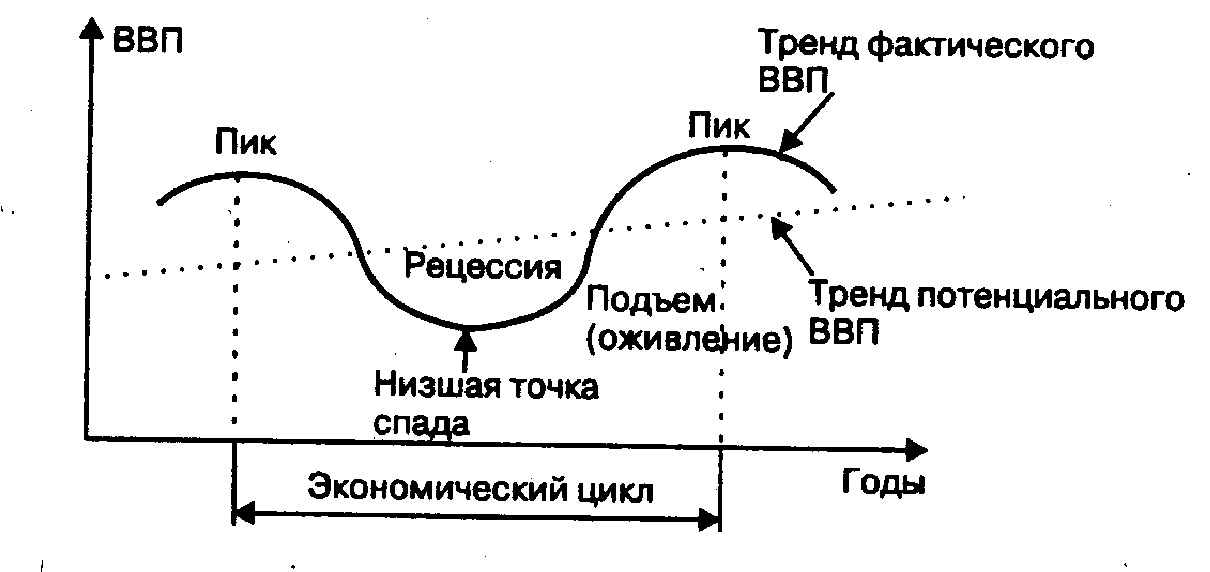 ВВП
Тренд фактического
ВВП
Пик
Пик
Рецессия
Подъем
(оживление)
Тренд потенциального
ВВП
Низшая точка
спада
Экономический цикл
Годы